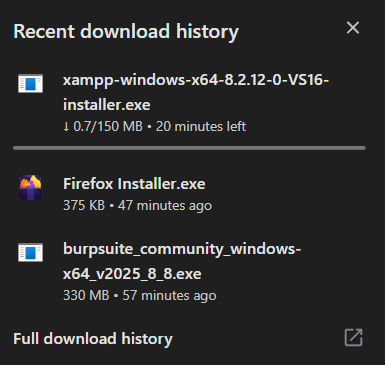 Recent download history
xampp-windows-x64-8.2.12-0-VS16-
installer.exe
↓ 0.7/150 MB • 20 minutes left
Firefox Installer.exe
375 KB • 47 minutes ago
burpsuite_community_windows-
x64_v2025_8_8.exe
330 MB • 57 minutes ago
Full download history